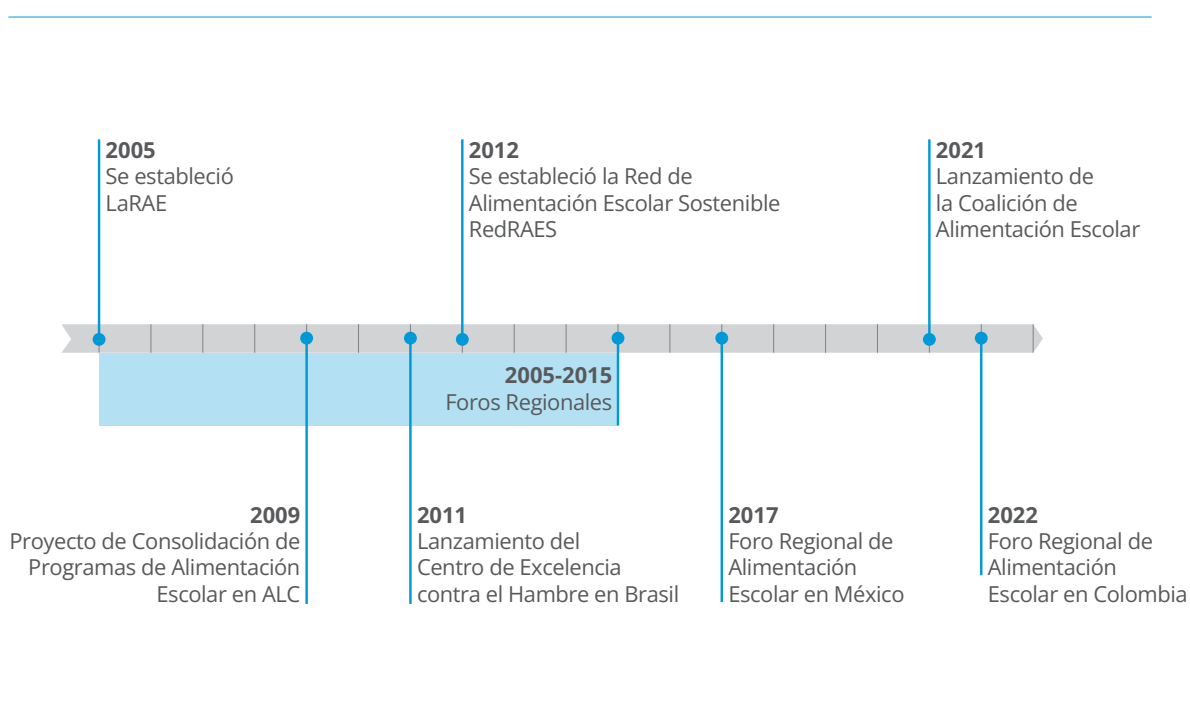 2005
Se estableció
LaRAE
2012
Se estableció la Red de
Alimentación Escolar Sostenible
RedRAES
2021
Lanzamiento de
la Coalición de
Alimentación Escolar
2005-2015
Foros Regionales
2009
Proyecto de Consolidación de
Programas de Alimentación
Escolar en ALC
2011
Lanzamiento del
Centro de Excelencia
contra el Hambre en Brasil
2017
Foro Regional de
Alimentación
Escolar en México
2022
Foro Regional de
Alimentación
Escolar en Colombia